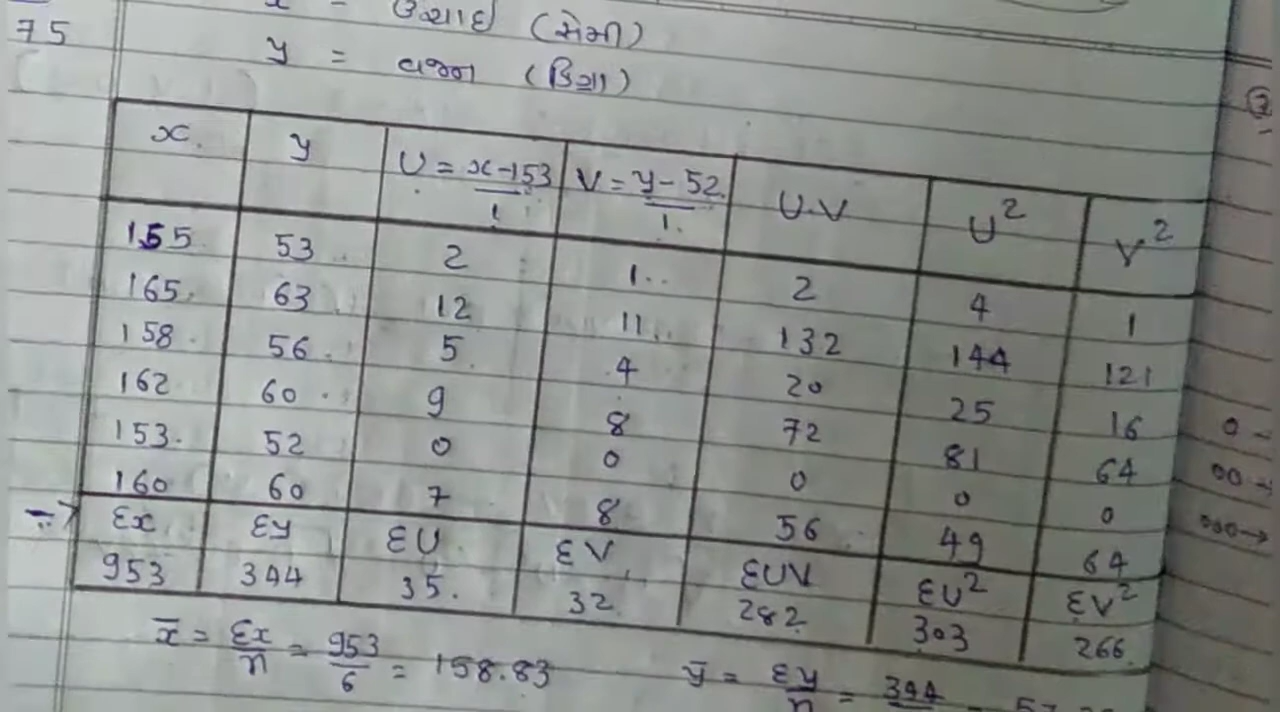 x = ઉંચાઇ (સેમી)
75
y = વજન (કિગ્રા)
x. y U = x-153/1 V = y-52/1. U.V U² V²
155 53 2 1 2 4 1
165 63 12 11 132 144 121
158 56 5 4 20 25 16
162 60 9 8 72 81 64
153 52 0 0 0 0 0
160 60 7 8 56 49 64
Σx Σy ΣU ΣV ΣUV ΣU² ΣV²
953 344 35. 32 282 303 266
x̄ = Σx/n = 953/6 = 158.83 ȳ = Σy/n = 344